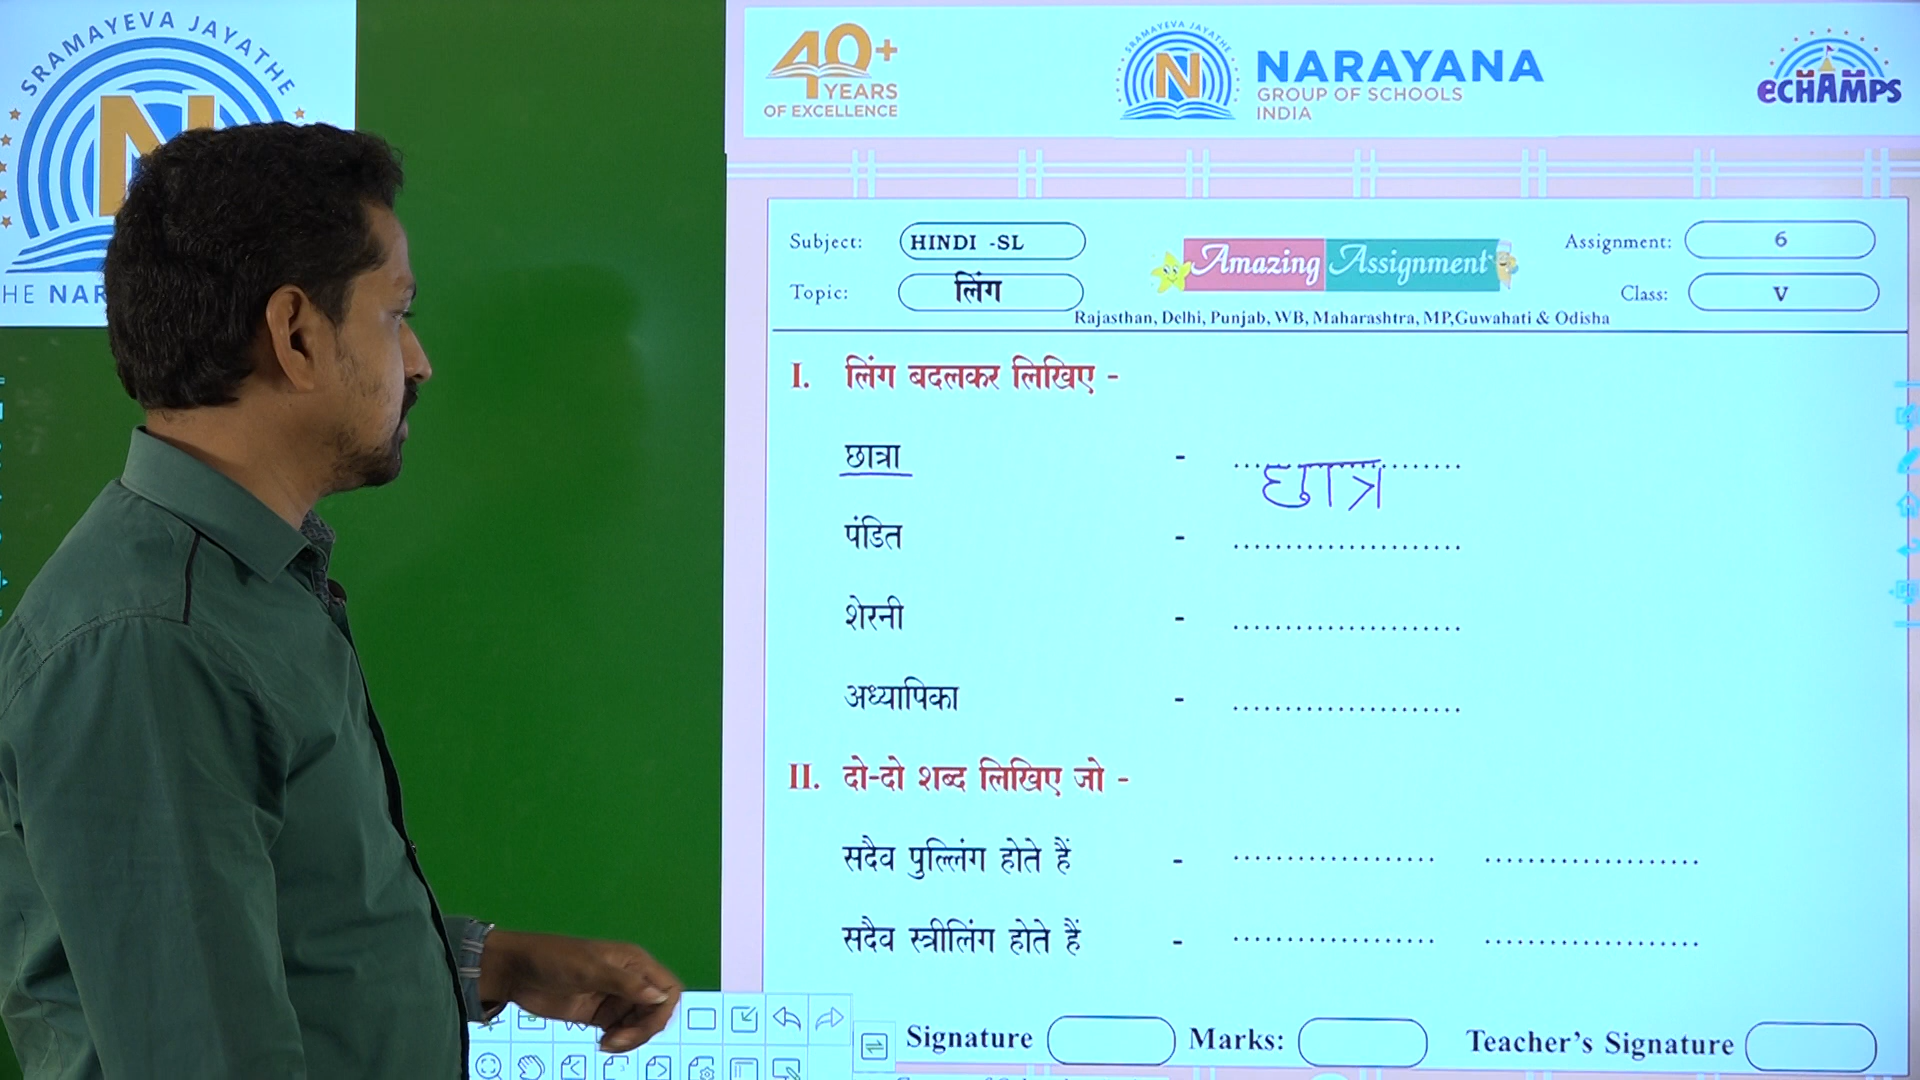 SRAMAYEVA JAYATHE
N
HE NAR
40+
YEARS
OF EXCELLENCE
SRAMAYEVA JAYATHE
N
NARAYANA
GROUP OF SCHOOLS
INDIA
eCHAMPS
Subject: HINDI -SL
Amazing Assignment
Assignment: 6
Topic: लिंग
Class: V
Rajasthan, Delhi, Punjab, WB, Maharashtra, MP,Guwahati & Odisha
I. लिंग बदलकर लिखिए -
छात्रा - ........ छात्र ........
पंडित - ........................
शेरनी - ........................
अध्यापिका - ........................
II. दो-दो शब्द लिखिए जो -
सदैव पुल्लिंग होते हैं - ..................... .......................
सदैव स्त्रीलिंग होते हैं - ..................... .......................
Signature Marks: Teacher's Signature